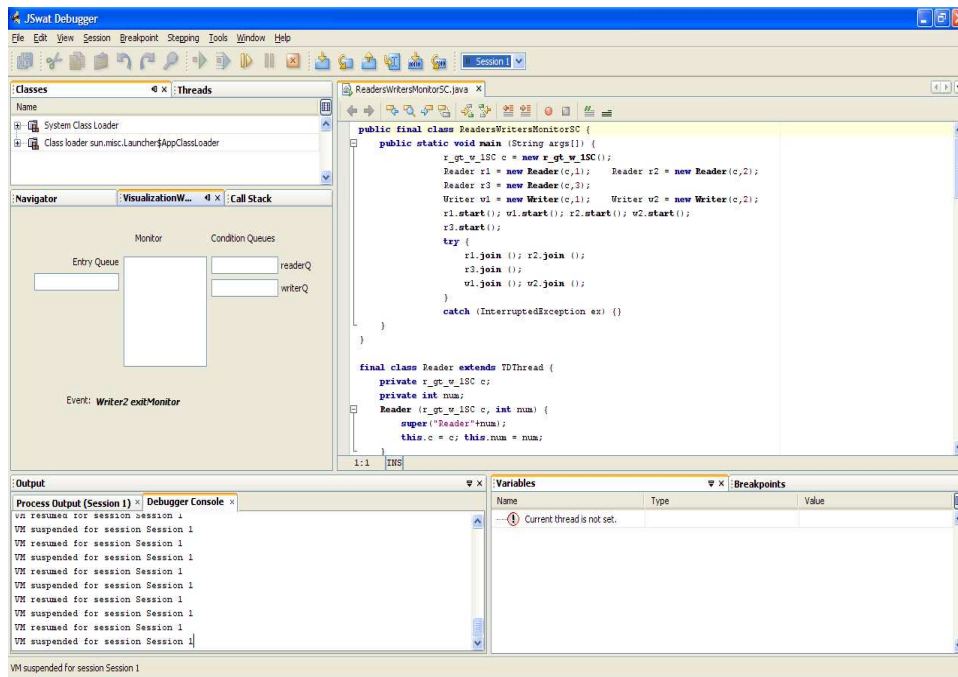 JSwat Debugger
File Edit View Session Breakpoint Stepping Tools Window Help
Session 1
Classes
Threads
Name
System Class Loader
Class loader sun.misc.Launcher$AppClassLoader
Navigator
VisualizationW...
Call Stack
Monitor
Condition Queues
Entry Queue
readerQ
writerQ
Event: Writer2 exitMonitor
ReadersWritersMonitorSC.java
public final class ReadersWritersMonitorSC {
public static void main (String args[]) {
r_gt_w_1SC c = new r_gt_w_1SC();
Reader r1 = new Reader(c,1); Reader r2 = new Reader(c,2);
Reader r3 = new Reader(c,3);
Writer w1 = new Writer(c,1); Writer w2 = new Writer(c,2);
r1.start(); w1.start(); r2.start(); w2.start();
r3.start();
try {
r1.join (); r2.join ();
r3.join ();
w1.join (); w2.join ();
}
catch (InterruptedException ex) {}
}
}
final class Reader extends TDThread {
private r_gt_w_1SC c;
private int num;
Reader (r_gt_w_1SC c, int num) {
super("Reader"+num);
this.c = c; this.num = num;
}
1:1 INS
Output
Process Output (Session 1) Debugger Console
VM resumed for session Session 1
VM suspended for session Session 1
VM resumed for session Session 1
VM suspended for session Session 1
VM resumed for session Session 1
VM suspended for session Session 1
VM resumed for session Session 1
VM suspended for session Session 1
VM resumed for session Session 1
VM suspended for session Session 1
Variables
Breakpoints
Name Type Value
Current thread is not set.
VM suspended for session Session 1